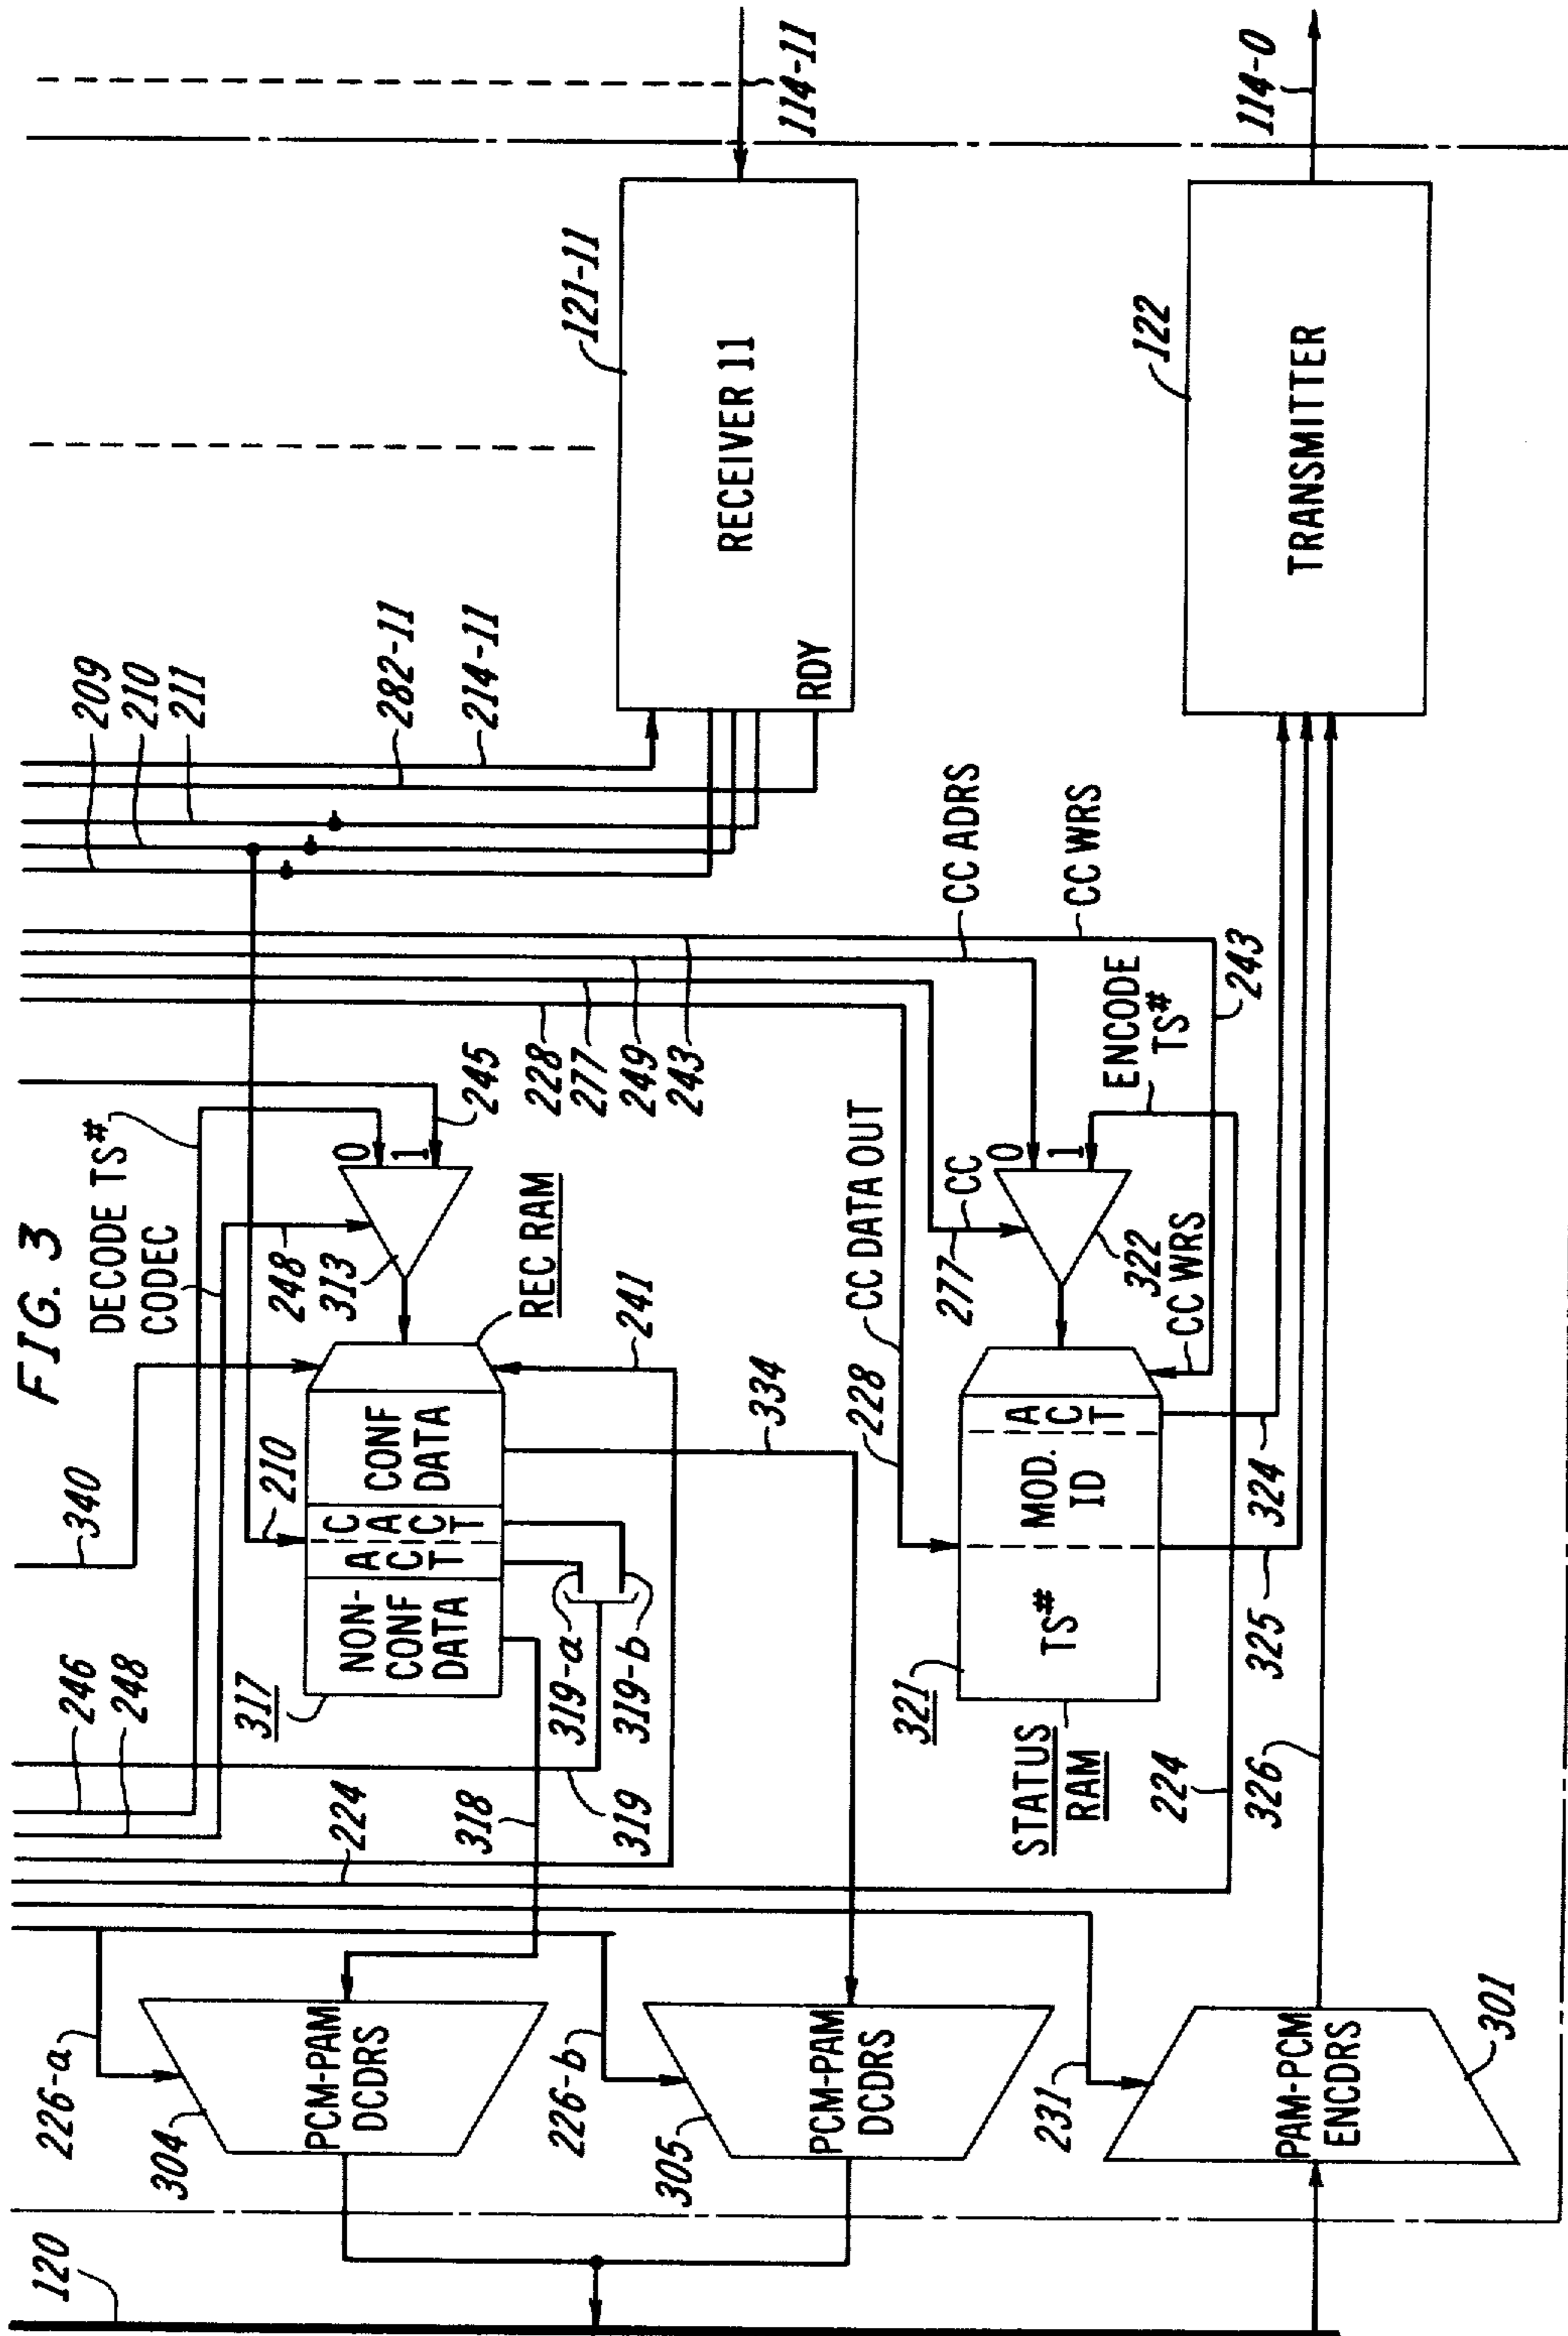 FIG. 3
120
226-a
304
PCM-PAM
DCDRS
226-b
305
PCM-PAM
DCDRS
231
PAM-PCM
ENCDRS
301
246
248
224
318
319
319-a
319-b
317
NON-
CONF
DATA
ACT
CACT
CONF
DATA
210
340
DECODE TS#
CODEC
248
313
0
1
245
REC RAM
241
334
209
210
211
282-11
214-11
RDY
RECEIVER 11
121-11
114-11
228
277
249
243
CC DATA OUT
228
277
CC
0
1
322
CC WRS
CC ADRS
CC WRS
ENCODE
TS#
243
321
TS#
MOD.
ID
ACT
STATUS
RAM
224
324
325
326
TRANSMITTER
122
114-0